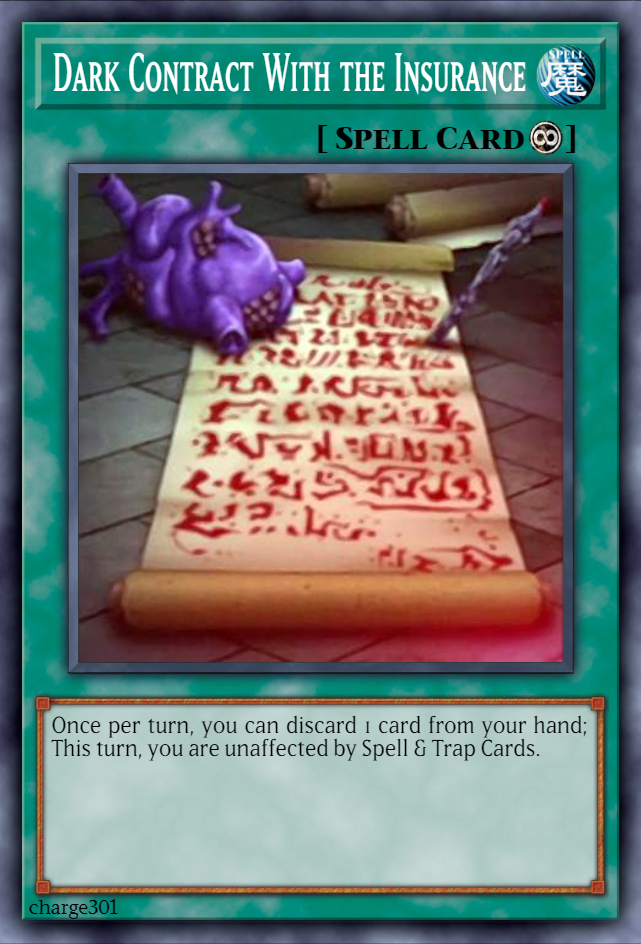 Dark Contract With the Insurance
SPELL
魔
[ Spell Card ]
Once per turn, you can discard 1 card from your hand;
This turn, you are unaffected by Spell & Trap Cards.
charge301